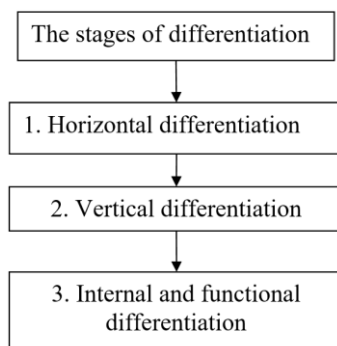 The stages of differentiation
1. Horizontal differentiation
2. Vertical differentiation
3. Internal and functional
differentiation